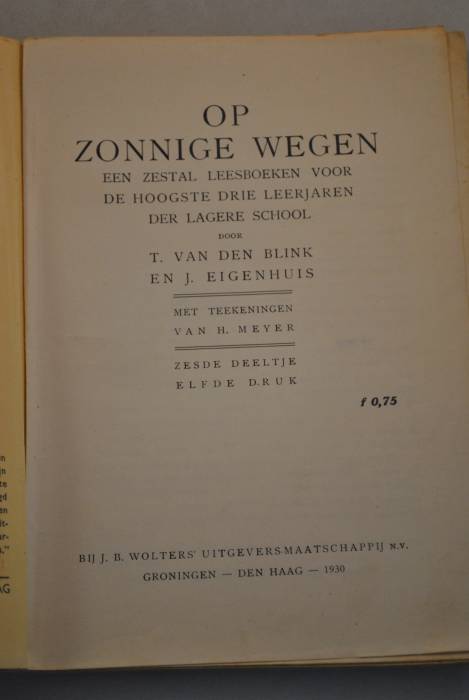 OP
ZONNIGE WEGEN
EEN ZESTAL LEESBOEKEN VOOR
DE HOOGSTE DRIE LEERJAREN
DER LAGERE SCHOOL
DOOR
T. VAN DEN BLINK
EN J. EIGENHUIS
MET TEEKENINGEN
VAN H. MEYER
ZESDE DEELTJE
ELFDE DRUK
f 0,75
BIJ J. B. WOLTERS' UITGEVERS-MAATSCHAPPIJ N.V.
GRONINGEN — DEN HAAG — 1930